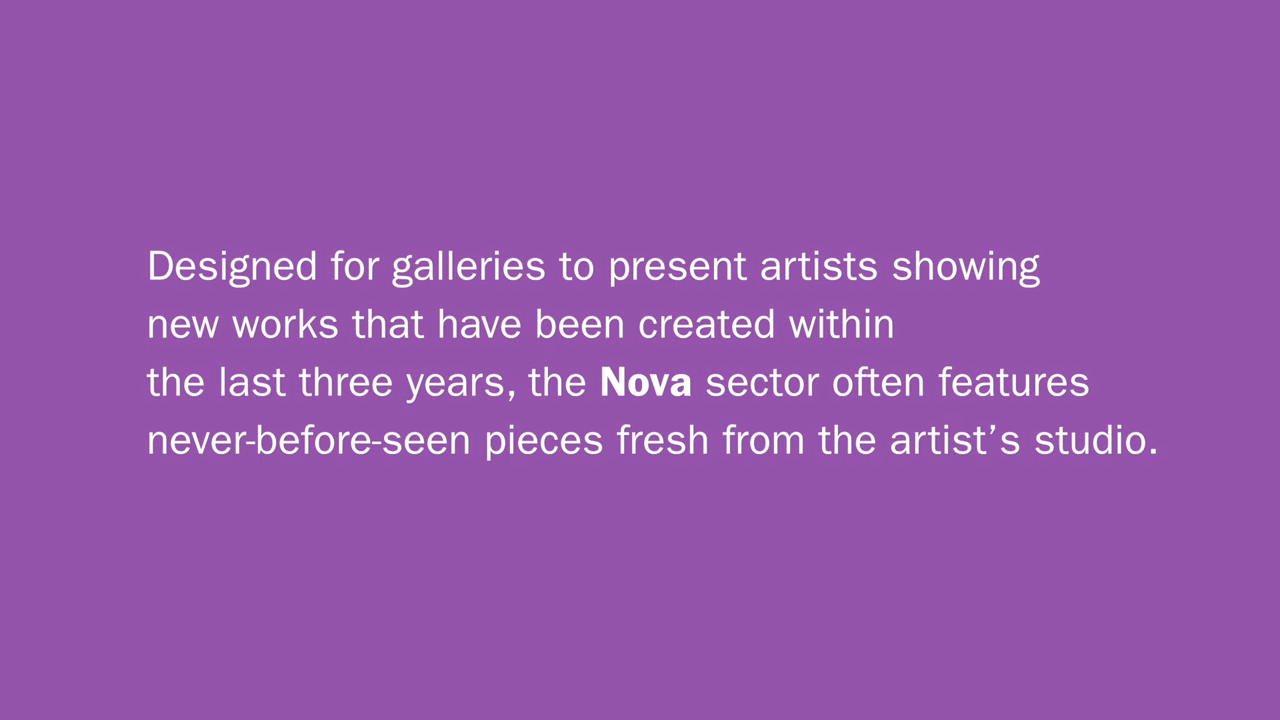 Designed for galleries to present artists showing
new works that have been created within
the last three years, the Nova sector often features
never-before-seen pieces fresh from the artist’s studio.